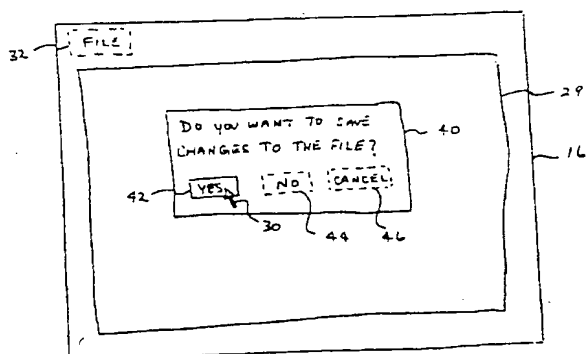 32
FILE
29
DO YOU WANT TO SAVE
40
CHANGES TO THE FILE?
16
42
YES
NO
CANCEL
30
44
46